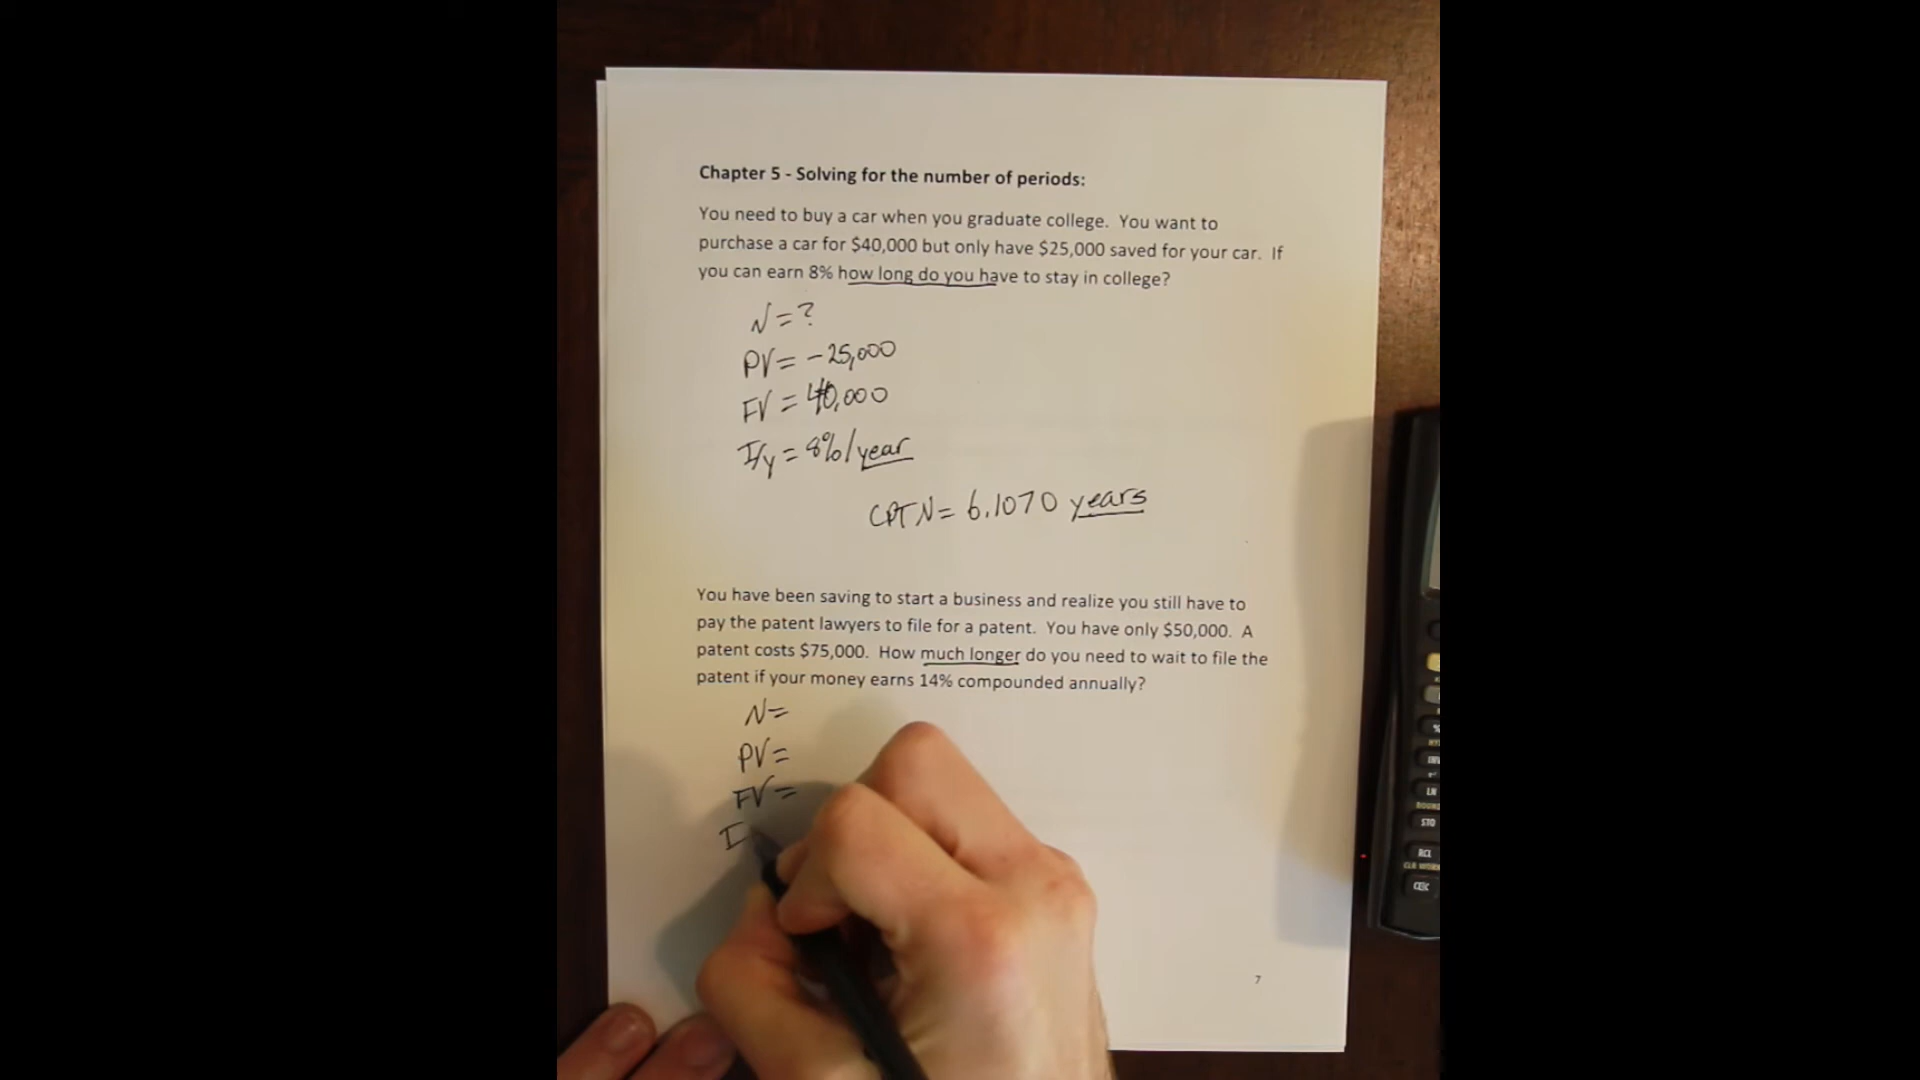 Chapter 5 - Solving for the number of periods:
You need to buy a car when you graduate college. You want to
purchase a car for $40,000 but only have $25,000 saved for your car. If
you can earn 8% how long do you have to stay in college?
N = ?
PV = -25,000
FV = 40,000
I/y = 8%/year
CPT N = 6.1070 years
You have been saving to start a business and realize you still have to
pay the patent lawyers to file for a patent. You have only $50,000. A
patent costs $75,000. How much longer do you need to wait to file the
patent if your money earns 14% compounded annually?
N =
PV =
FV =
I
7
LN
STO
RCL
CE|C